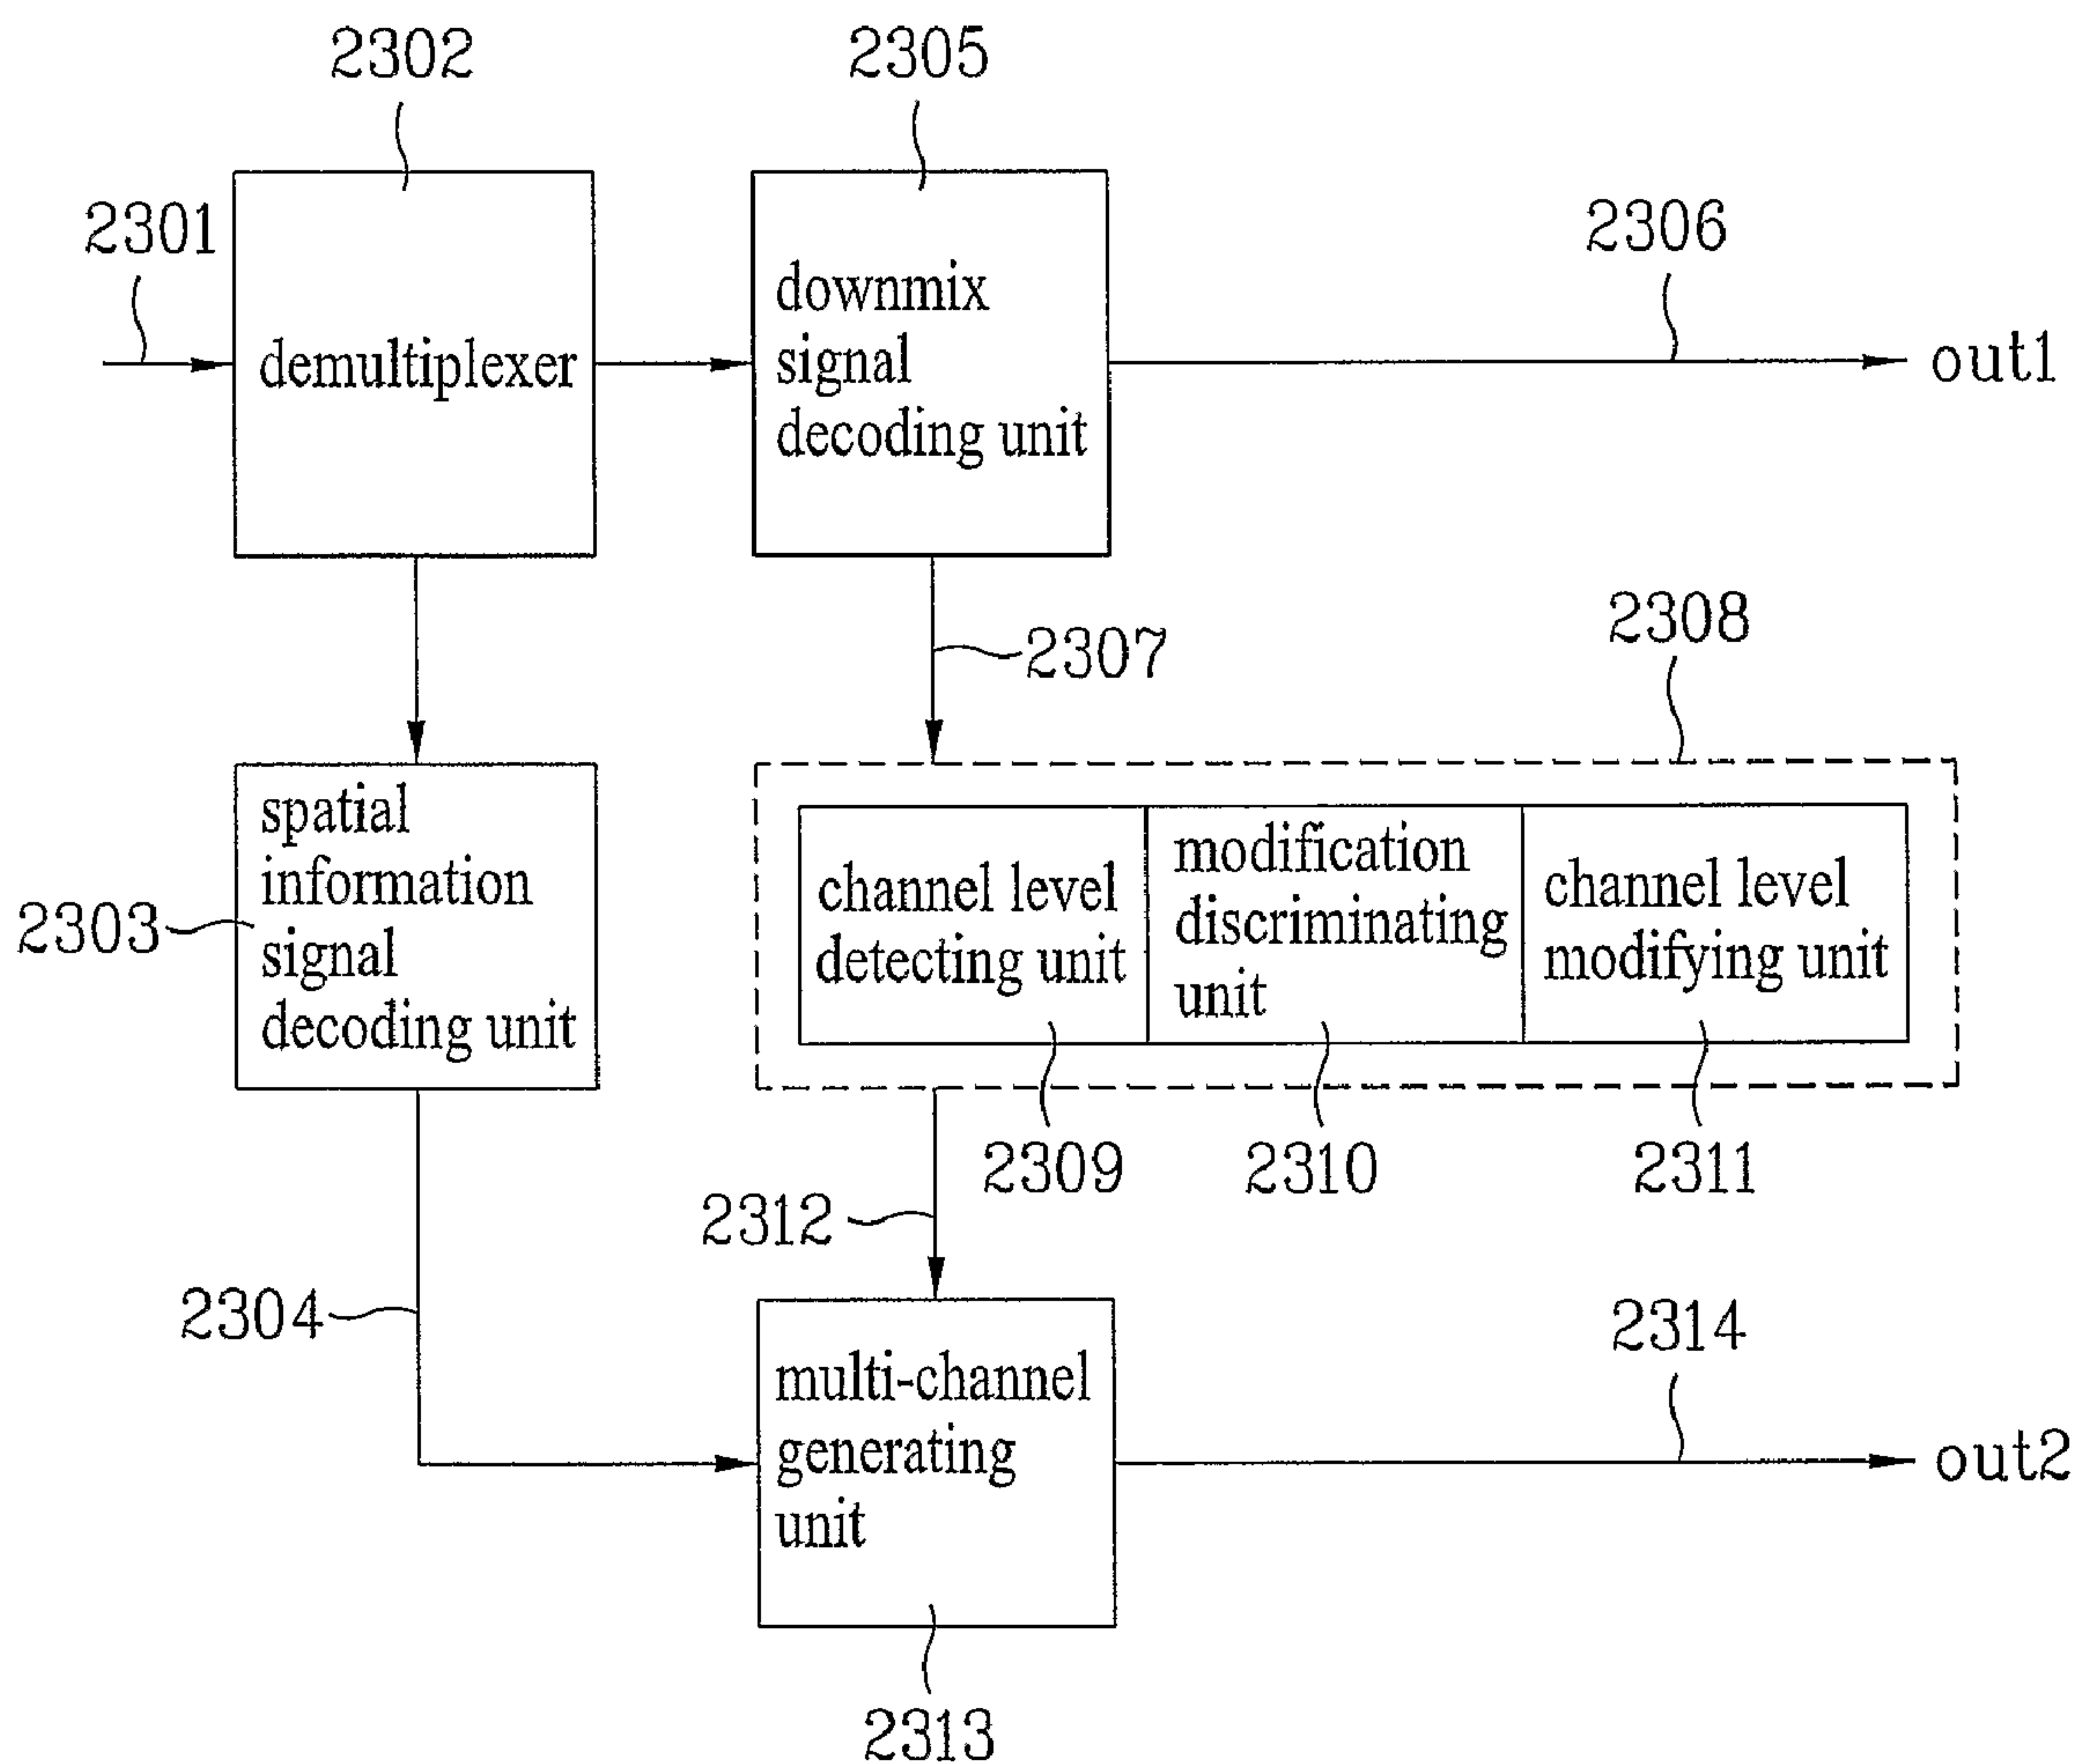 2302
2305
2301
2306
demultiplexer
downmix
signal
decoding unit
out1
2307
2308
spatial
information
signal
decoding unit
2303
channel level
detecting unit
modification
discriminating
unit
channel level
modifying unit
2309
2310
2311
2312
2304
2314
multi-channel
generating
unit
out2
2313